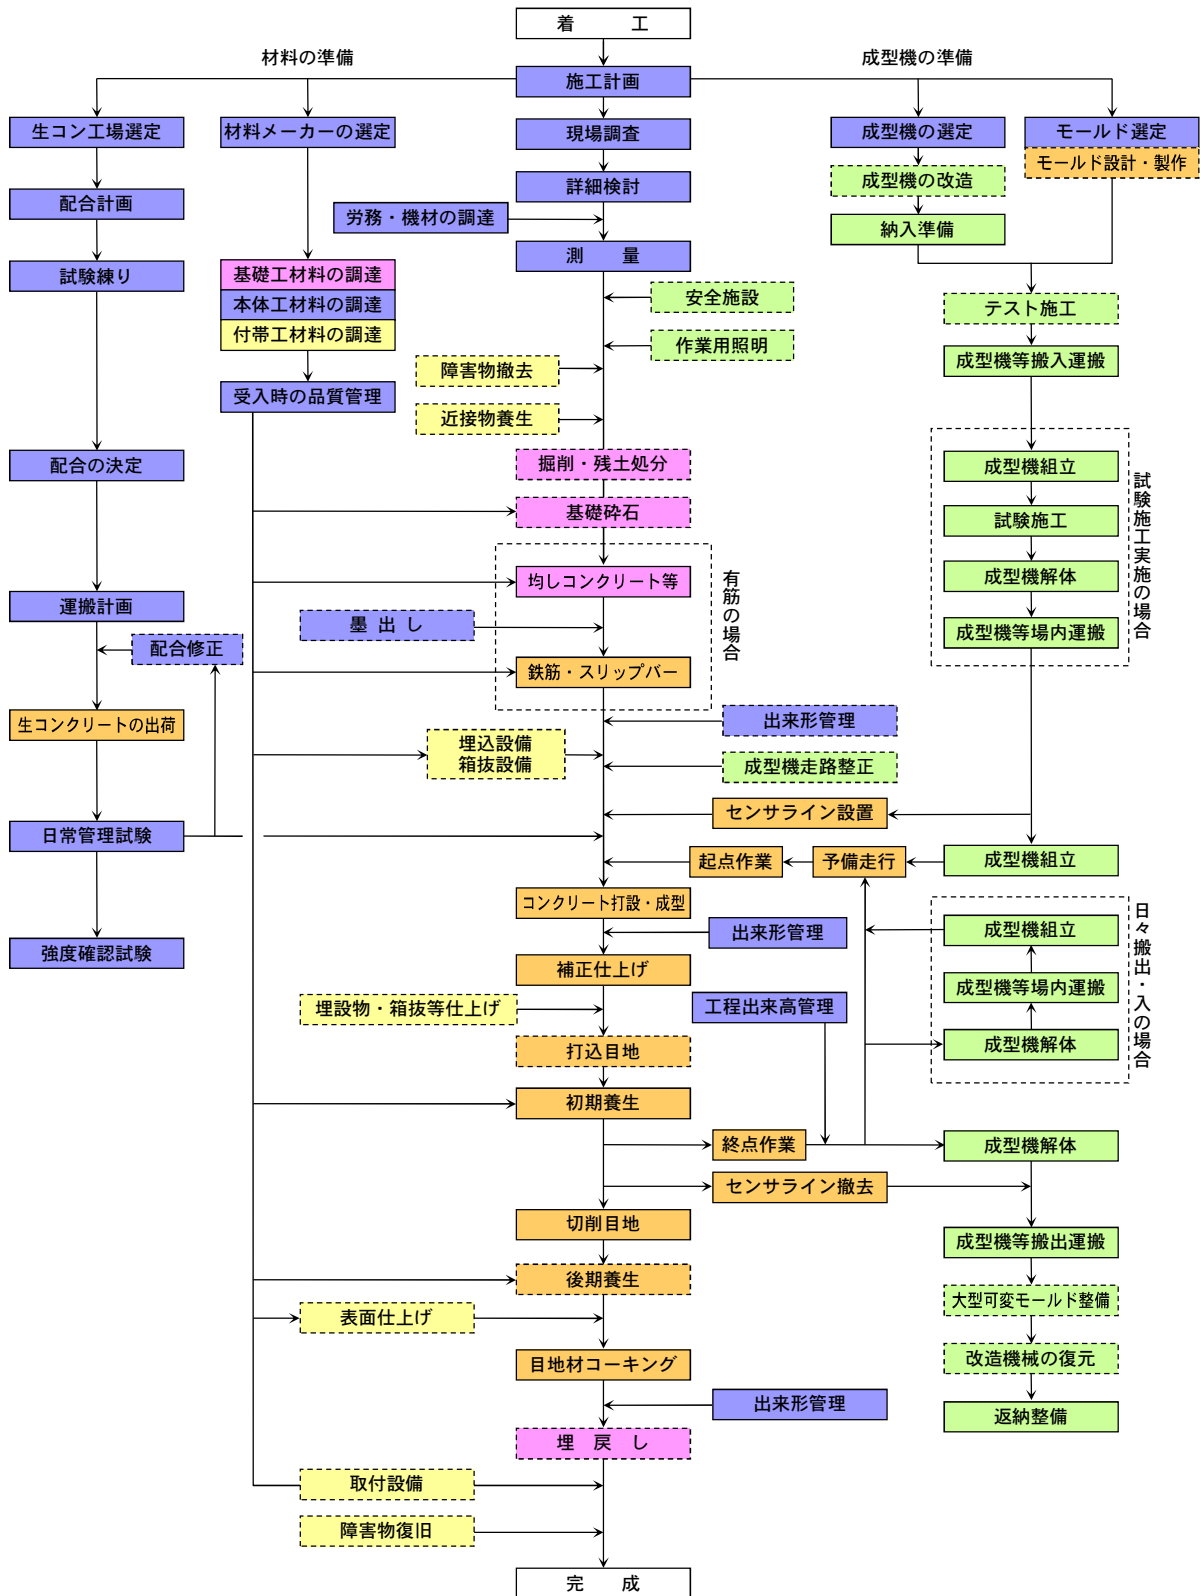 着　工
材料の準備
成型機の準備
施工計画
生コン工場選定
材料メーカーの選定
現場調査
成型機の選定
モールド選定
モールド設計・製作
成型機の改造
詳細検討
配合計画
労務・機材の調達
納入準備
測　量
試験練り
基礎工材料の調達
本体工材料の調達
付帯工材料の調達
安全施設
テスト施工
作業用照明
成型機等搬入運搬
障害物撤去
受入時の品質管理
近接物養生
配合の決定
掘削・残土処分
成型機組立
基礎砕石
試験施工
試験施工実施の場合
均しコンクリート等
有筋の場合
成型機解体
運搬計画
墨出し
成型機等場内運搬
配合修正
鉄筋・スリップバー
生コンクリートの出荷
出来形管理
埋込設備
箱抜設備
成型機走路整正
センサライン設置
日常管理試験
起点作業
予備走行
成型機組立
コンクリート打設・成型
出来形管理
成型機組立
日々搬出・入の場合
強度確認試験
補正仕上げ
成型機等場内運搬
埋設物・箱抜等仕上げ
工程出来高管理
打込目地
成型機解体
初期養生
終点作業
成型機解体
センサライン撤去
切削目地
成型機等搬出運搬
後期養生
大型可変モールド整備
表面仕上げ
目地材コーキング
改造機械の復元
出来形管理
返納整備
埋戻し
取付設備
障害物復旧
完　成